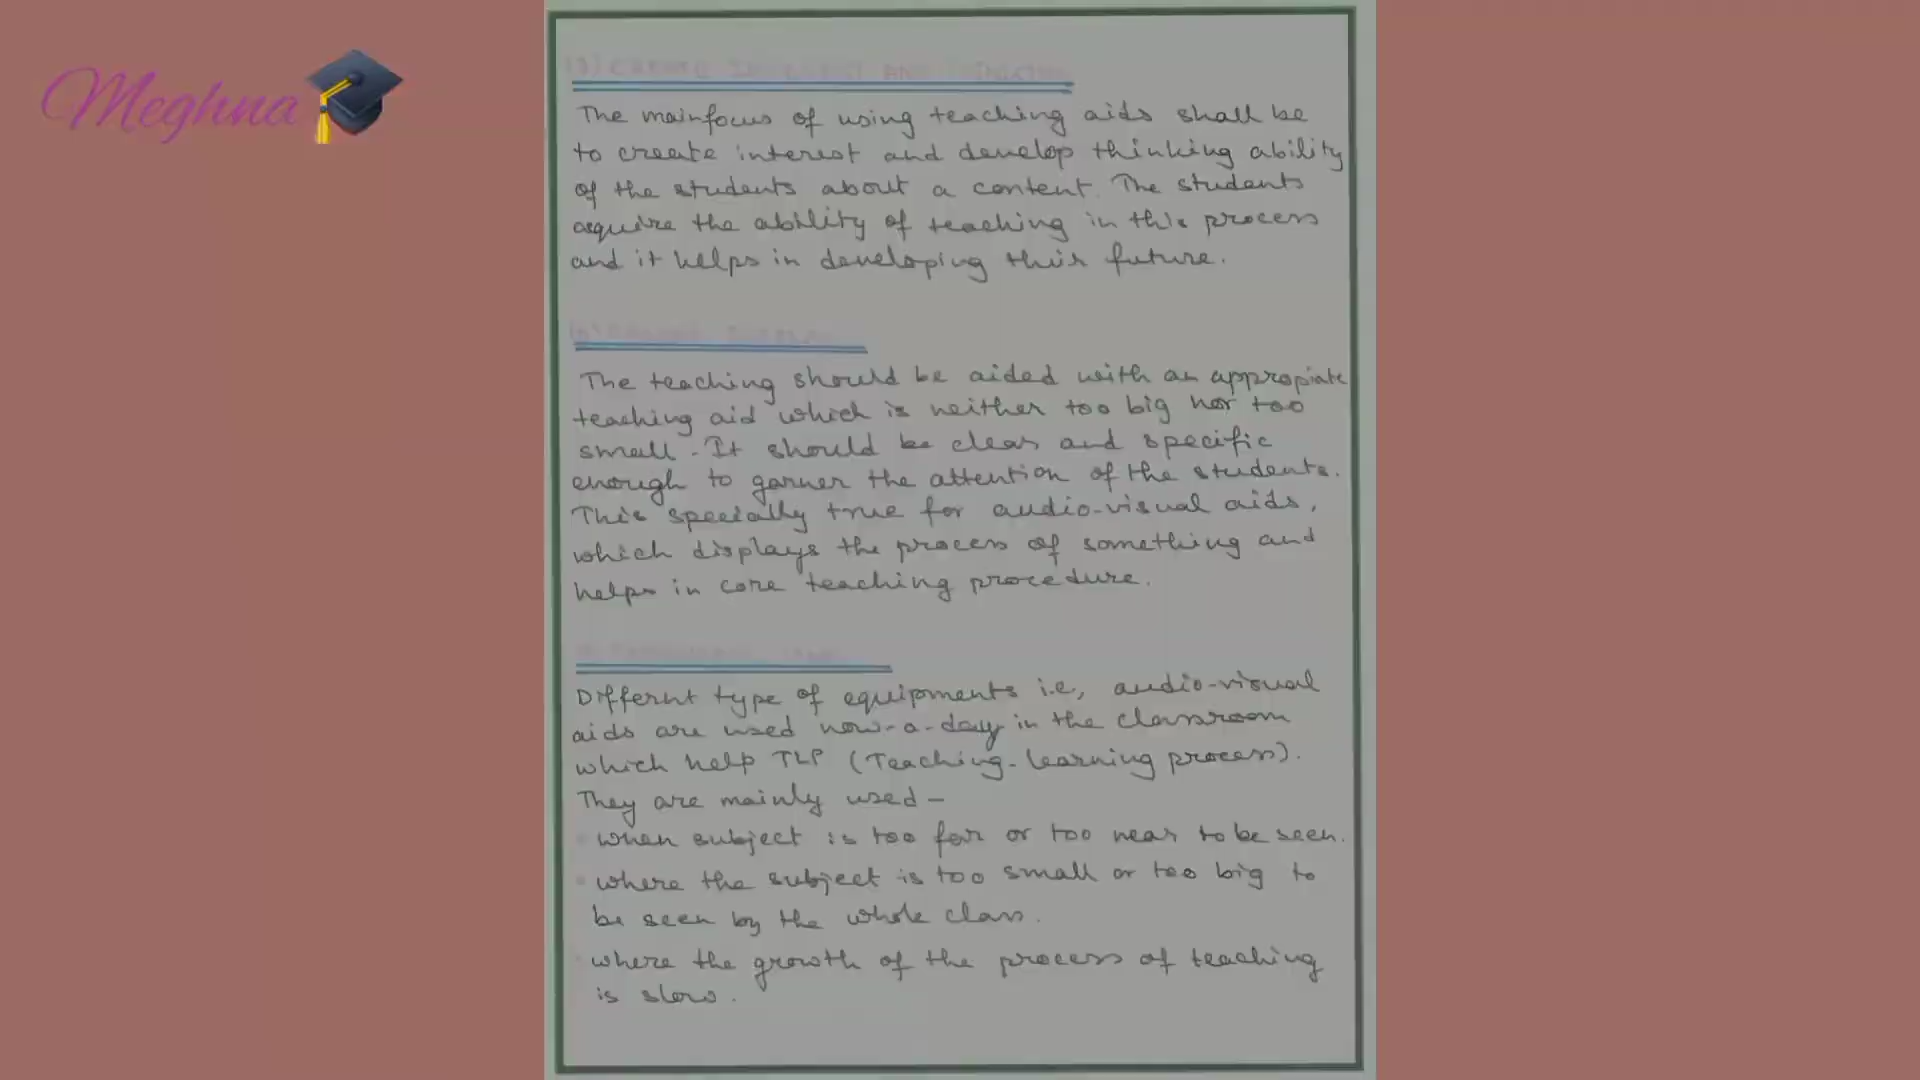 Meghna
(3) CREATE INTEREST AND THINKING
The mainfocus of using teaching aids shall be
to create interest and develop thinking ability
of the students about a content. The students
acquire the ability of teaching in this process
and it helps in developing their future.
The teaching should be aided with an appropiate
teaching aid which is neither too big nor too
small. It should be clear and specific
enough to garner the attention of the students.
This specially true for audio-visual aids,
which displays the process of something and
helps in core teaching procedure.
Differnt type of equipments i.e, audio-visual
aids are used now-a-day in the classroom
which help TLP (Teaching-learning process).
They are mainly used -
when subject is too far or too near to be seen.
where the subject is too small or too big to
be seen by the whole class.
where the growth of the process of teaching
is slow.